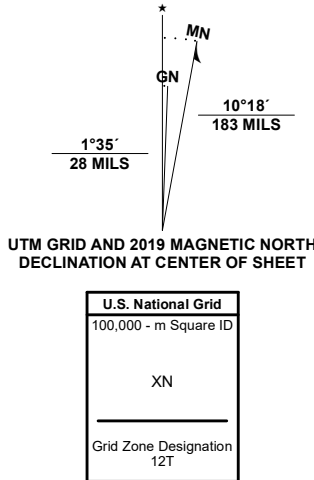 ★
MN
GN
1°35´
28 MILS
10°18´
183 MILS
UTM GRID AND 2019 MAGNETIC NORTH
DECLINATION AT CENTER OF SHEET
U.S. National Grid
100,000 - m Square ID
XN
Grid Zone Designation
12T